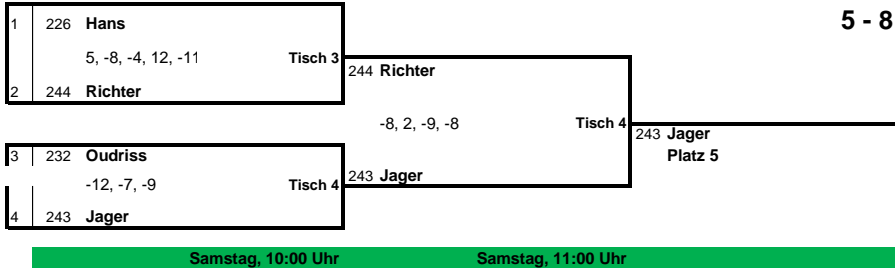 5 - 8
1 226 Hans
5, -8, -4, 12, -11 Tisch 3
244 Richter
2 244 Richter
-8, 2, -9, -8 Tisch 4
243 Jager
Platz 5
3 232 Oudriss
-12, -7, -9 Tisch 4
243 Jager
4 243 Jager
Samstag, 10:00 Uhr Samstag, 11:00 Uhr